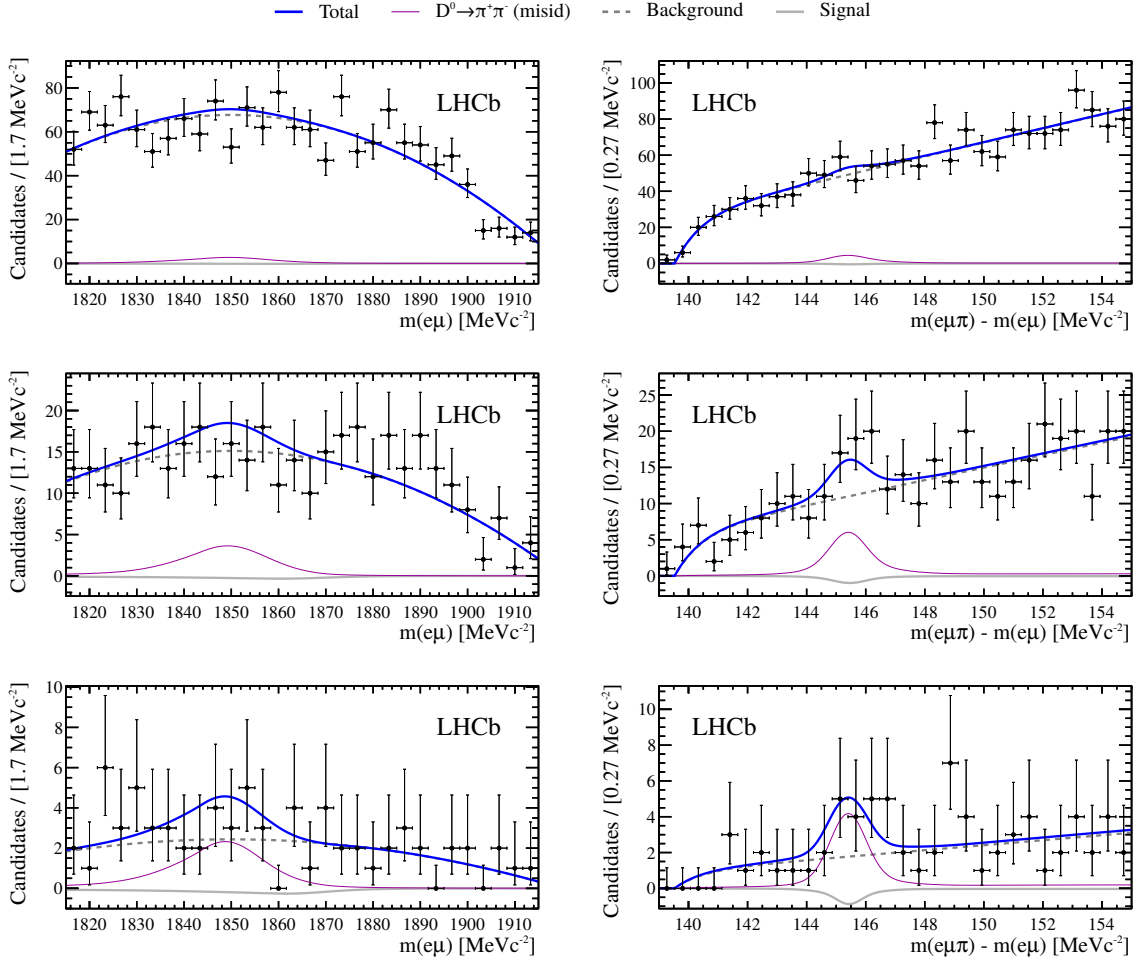 Total D⁰→π⁺π⁻ (misid) Background Signal
Candidates / [1.7 MeVc⁻²]
80
60
40
20
0
LHCb
1820 1830 1840 1850 1860 1870 1880 1890 1900 1910
m(eμ) [MeVc⁻²]
Candidates / [0.27 MeVc⁻²]
100
80
60
40
20
0
LHCb
140 142 144 146 148 150 152 154
m(eμπ) - m(eμ) [MeVc⁻²]
Candidates / [1.7 MeVc⁻²]
20
15
10
5
0
LHCb
1820 1830 1840 1850 1860 1870 1880 1890 1900 1910
m(eμ) [MeVc⁻²]
Candidates / [0.27 MeVc⁻²]
25
20
15
10
5
0
LHCb
140 142 144 146 148 150 152 154
m(eμπ) - m(eμ) [MeVc⁻²]
Candidates / [1.7 MeVc⁻²]
10
8
6
4
2
0
LHCb
1820 1830 1840 1850 1860 1870 1880 1890 1900 1910
m(eμ) [MeVc⁻²]
Candidates / [0.27 MeVc⁻²]
10
8
6
4
2
0
LHCb
140 142 144 146 148 150 152 154
m(eμπ) - m(eμ) [MeVc⁻²]